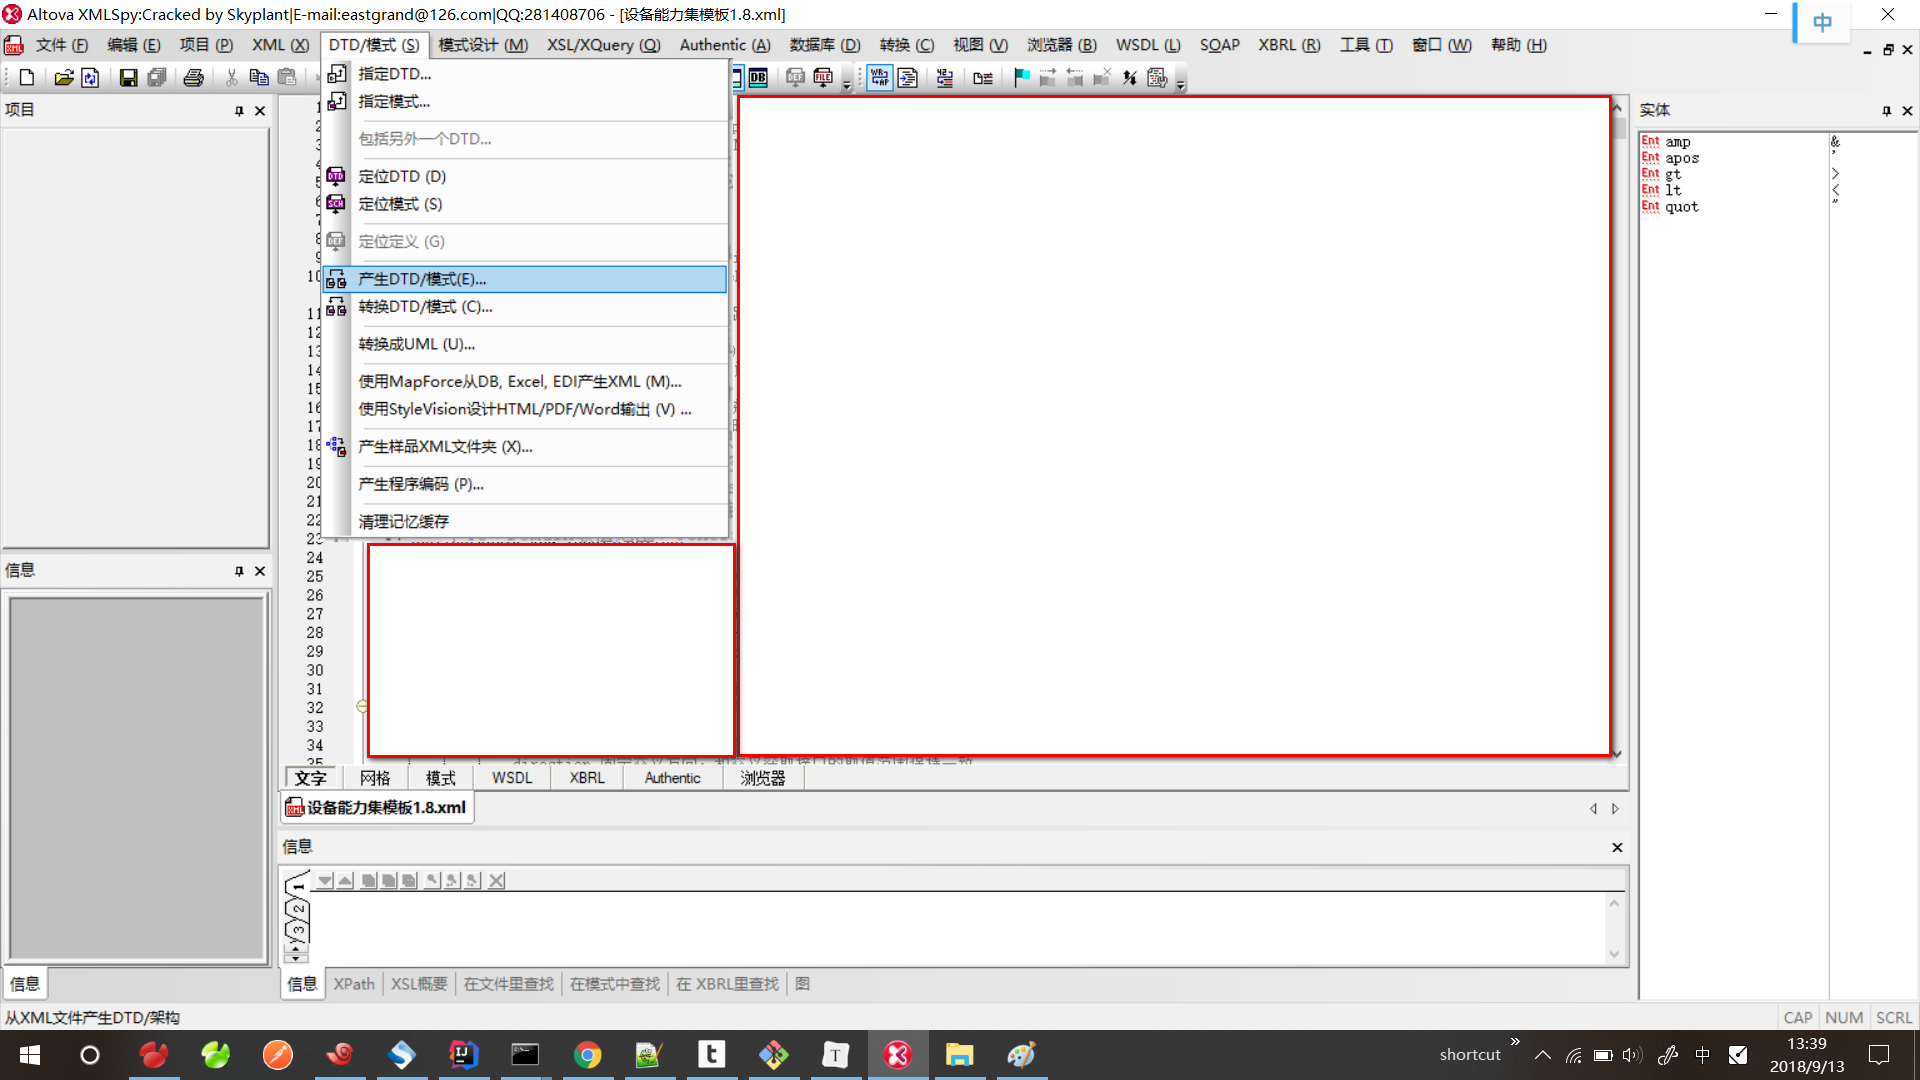 Altova XMLSpy:Cracked by Skyplant|E-mail:eastgrand@126.com|QQ:281408706 - [设备能力集模板1.8.xml]
中
文件 (F) 编辑 (E) 项目 (P) XML (X) DTD/模式 (S) 模式设计 (M) XSL/XQuery (Q) Authentic (A) 数据库 (D) 转换 (C) 视图 (V) 浏览器 (B) WSDL (L) SOAP XBRL (R) 工具 (T) 窗口 (W) 帮助 (H)
项目
指定DTD...
指定模式...
包括另外一个DTD...
定位DTD (D)
定位模式 (S)
定位定义 (G)
产生DTD/模式(E)...
转换DTD/模式 (C)...
转换成UML (U)...
使用MapForce从DB, Excel, EDI产生XML (M)...
使用StyleVision设计HTML/PDF/Word输出 (V) ...
产生样品XML文件夹 (X)...
产生程序编码 (P)...
清理记忆缓存
10
11
12
13
14
15
16
17
18
19
20
21
22
23
24
25
26
27
28
29
30
31
32
33
34
35
实体
Ent amp &
Ent apos '
Ent gt >
Ent lt <
Ent quot "
信息
文字 网格 模式 WSDL XBRL Authentic 浏览器
设备能力集模板1.8.xml
信息
1
2
3
信息
信息 XPath XSL概要 在文件里查找 在模式中查找 在 XBRL里查找 图
从XML文件产生DTD/架构
CAP NUM SCRL
shortcut
中
13:39
2018/9/13